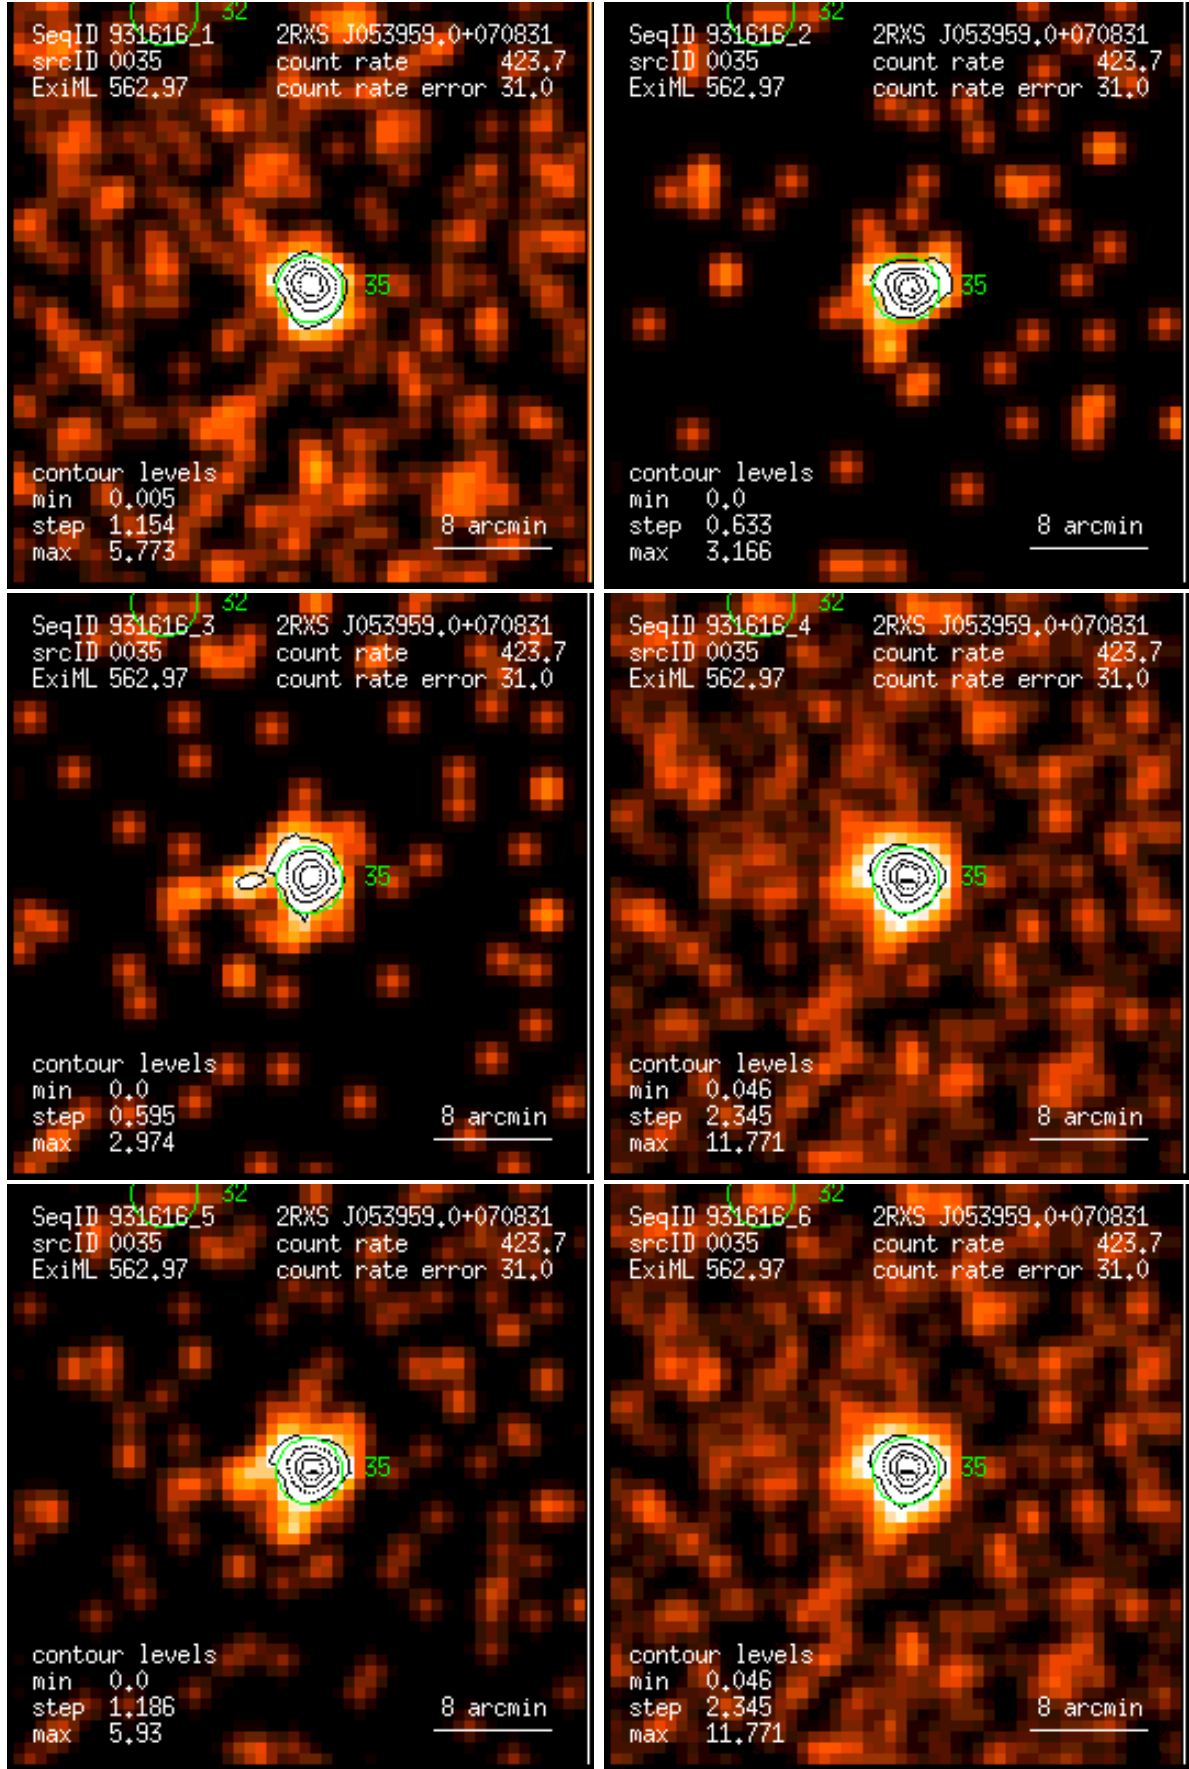 32
SeqID 931616_1 2RXS J053959.0+070831
srcID 0035 count rate 423.7
ExiML 562.97 count rate error 31.0
35
contour levels
min 0.005
step 1.154 8 arcmin
max 5.773
32
SeqID 931616_2 2RXS J053959.0+070831
srcID 0035 count rate 423.7
ExiML 562.97 count rate error 31.0
35
contour levels
min 0.0
step 0.633 8 arcmin
max 3.166
32
SeqID 931616_3 2RXS J053959.0+070831
srcID 0035 count rate 423.7
ExiML 562.97 count rate error 31.0
35
contour levels
min 0.0
step 0.595 8 arcmin
max 2.974
32
SeqID 931616_4 2RXS J053959.0+070831
srcID 0035 count rate 423.7
ExiML 562.97 count rate error 31.0
35
contour levels
min 0.046
step 2.345 8 arcmin
max 11.771
32
SeqID 931616_5 2RXS J053959.0+070831
srcID 0035 count rate 423.7
ExiML 562.97 count rate error 31.0
35
contour levels
min 0.0
step 1.186 8 arcmin
max 5.93
32
SeqID 931616_6 2RXS J053959.0+070831
srcID 0035 count rate 423.7
ExiML 562.97 count rate error 31.0
35
contour levels
min 0.046
step 2.345 8 arcmin
max 11.771